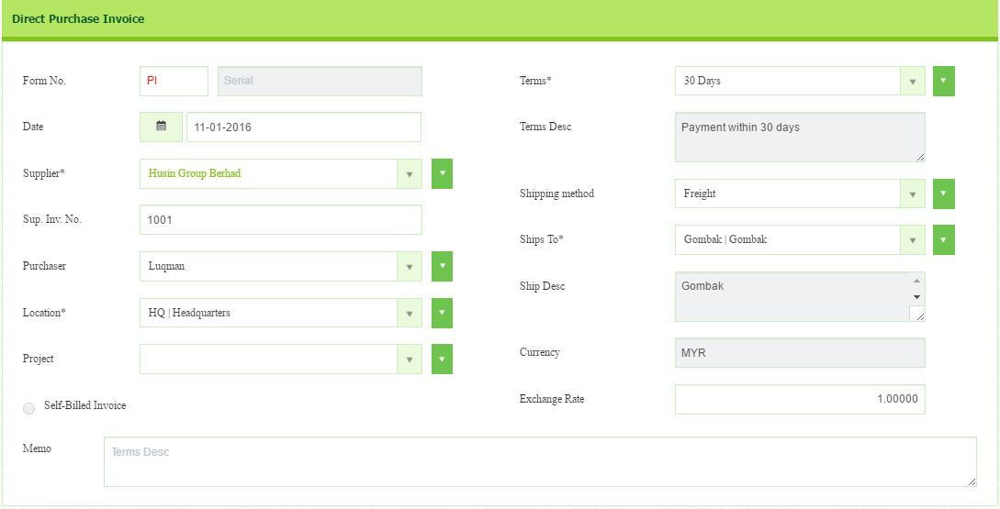 Direct Purchase Invoice
Form No. PI Serial
Date 11-01-2016
Supplier* Husin Group Berhad
Sup. Inv. No. 1001
Purchaser Luqman
Location* HQ | Headquarters
Project
Self-Billed Invoice
Terms* 30 Days
Terms Desc Payment within 30 days
Shipping method Freight
Ships To* Gombak | Gombak
Ship Desc Gombak
Currency MYR
Exchange Rate 1.00000
Memo Terms Desc